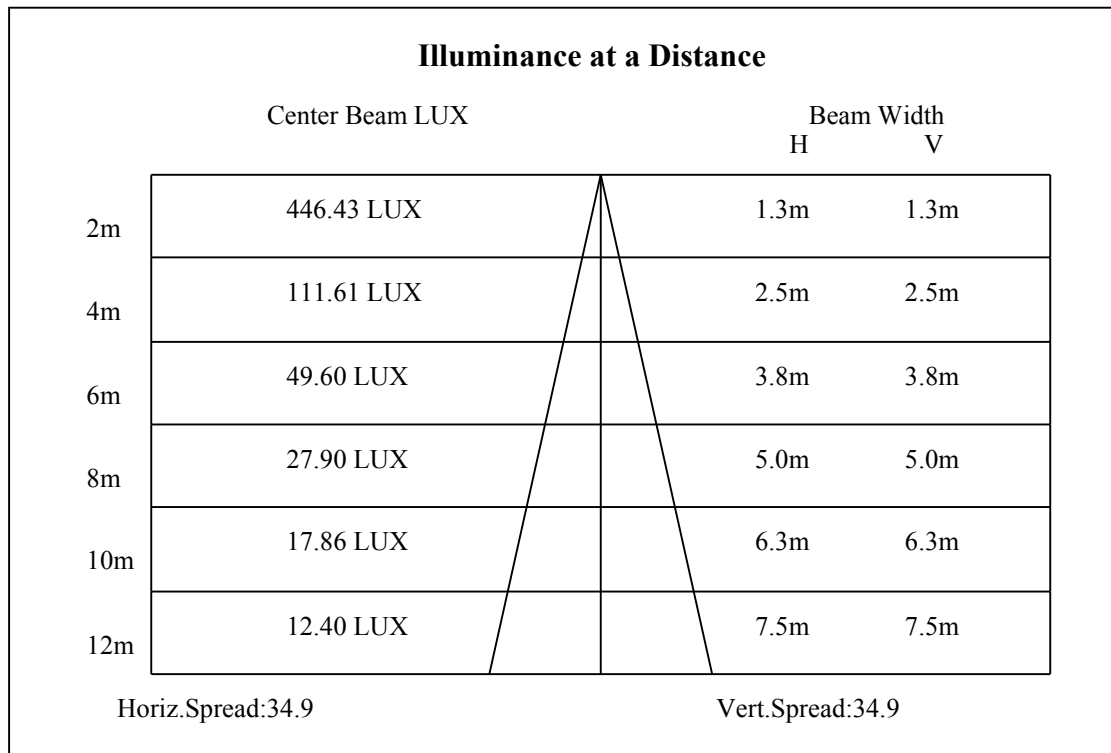 Illuminance at a Distance
Center Beam LUX Beam Width
H V
2m 446.43 LUX 1.3m 1.3m
4m 111.61 LUX 2.5m 2.5m
6m 49.60 LUX 3.8m 3.8m
8m 27.90 LUX 5.0m 5.0m
10m 17.86 LUX 6.3m 6.3m
12m 12.40 LUX 7.5m 7.5m
Horiz.Spread:34.9 Vert.Spread:34.9